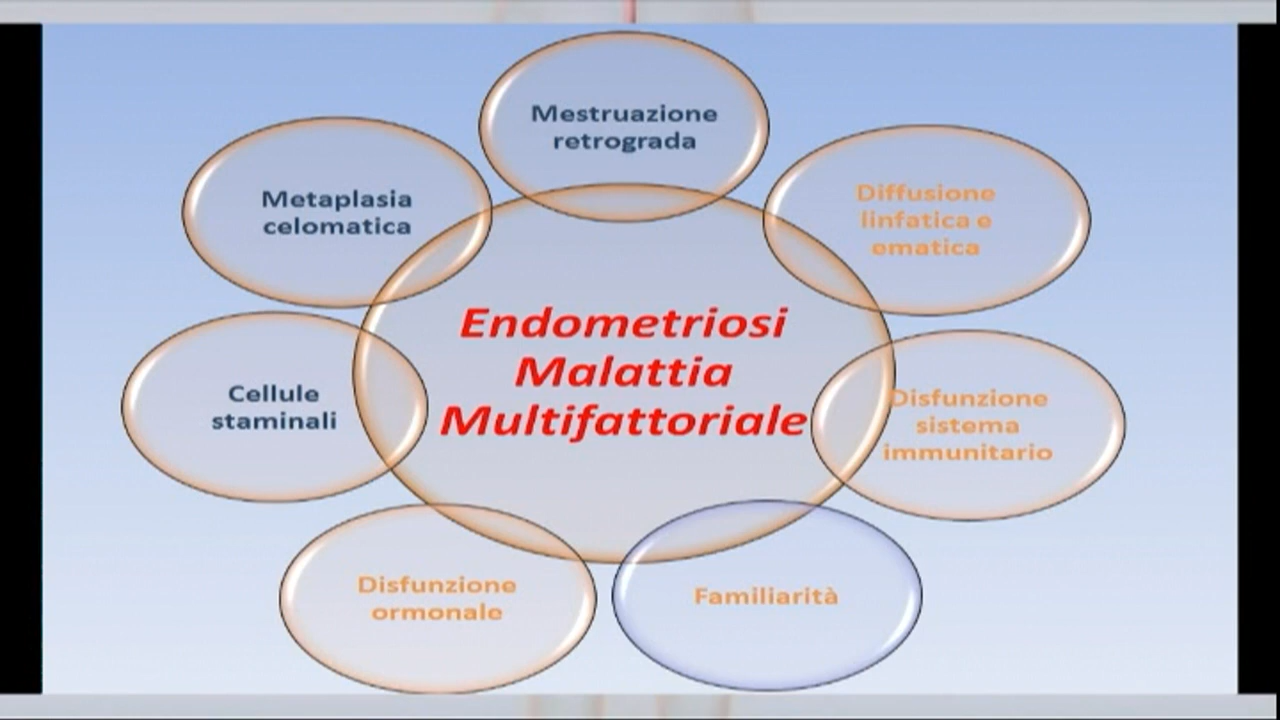 Mestruazione
retrograda
Metaplasia
celomatica
Diffusione
linfatica e
ematica
Endometriosi
Malattia
Multifattoriale
Cellule
staminali
Disfunzione
sistema
immunitario
Disfunzione
ormonale
Familiarità